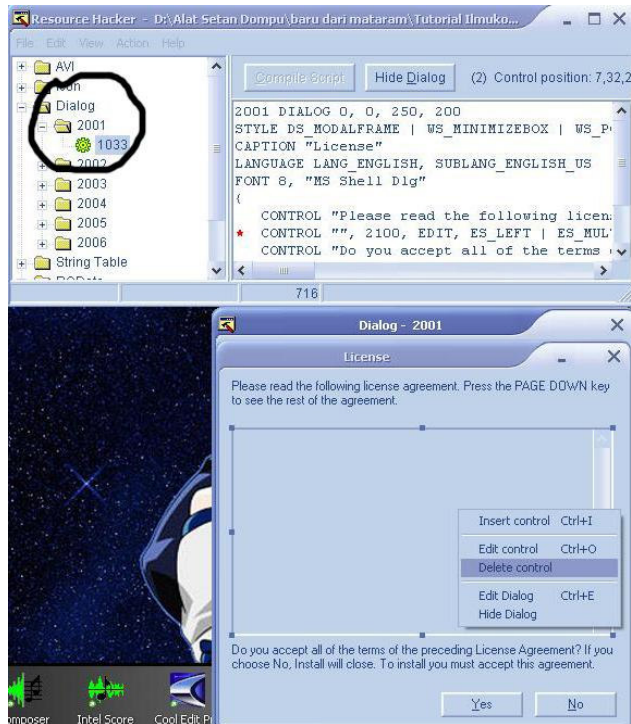 Resource Hacker - D:\Alat Setan Dompu\baru dari mataram\Tutorial Ilmuko...
File Edit View Action Help
AVI
Icon
Dialog
2001
1033
2002
2003
2004
2005
2006
String Table
RCData
Compile Script
Hide Dialog
(2) Control position: 7,32,2
2001 DIALOG 0, 0, 250, 200
STYLE DS_MODALFRAME | WS_MINIMIZEBOX | WS_P
CAPTION "License"
LANGUAGE LANG_ENGLISH, SUBLANG_ENGLISH_US
FONT 8, "MS Shell Dlg"
{
CONTROL "Please read the following licen
CONTROL "", 2100, EDIT, ES_LEFT | ES_MUL
CONTROL "Do you accept all of the terms
716
Dialog - 2001
License
Please read the following license agreement. Press the PAGE DOWN key
to see the rest of the agreement.
Insert control Ctrl+I
Edit control Ctrl+O
Delete control
Edit Dialog Ctrl+E
Hide Dialog
Do you accept all of the terms of the preceding License Agreement? If you
choose No, Install will close. To install you must accept this agreement.
Yes
No
omposer
Intel Score
Cool Edit P